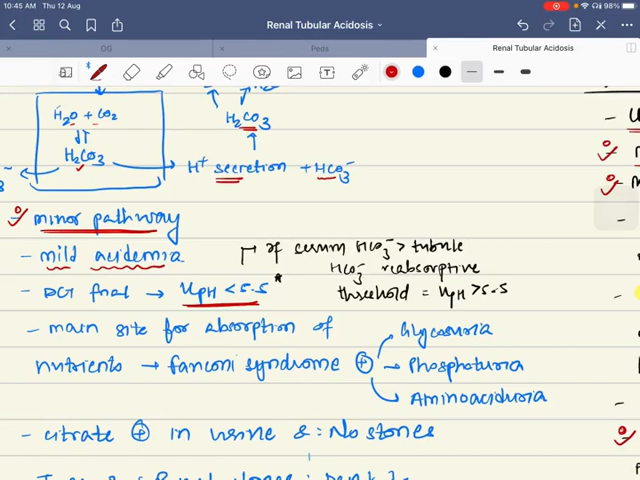 10:45 AM Thu 12 Aug
98%
Renal Tubular Acidosis
OG
Peds
Renal Tubular Acidosis
H2O + CO2
H2CO3
H2CO3
H+ secretion + HCO3-
minor pathway
- mild acidemia
if serum HCO3- > tubule
HCO3- reabsorptive
threshold = UpH > 5.5
- DCT final → UpH < 5.5 *
- main site for absorption of
nutrients → fanconi syndrome ⊕
Glycosuria
→ Phosphaturia
Aminoaciduria
- citrate ⊕ in urine & ∴ No stones